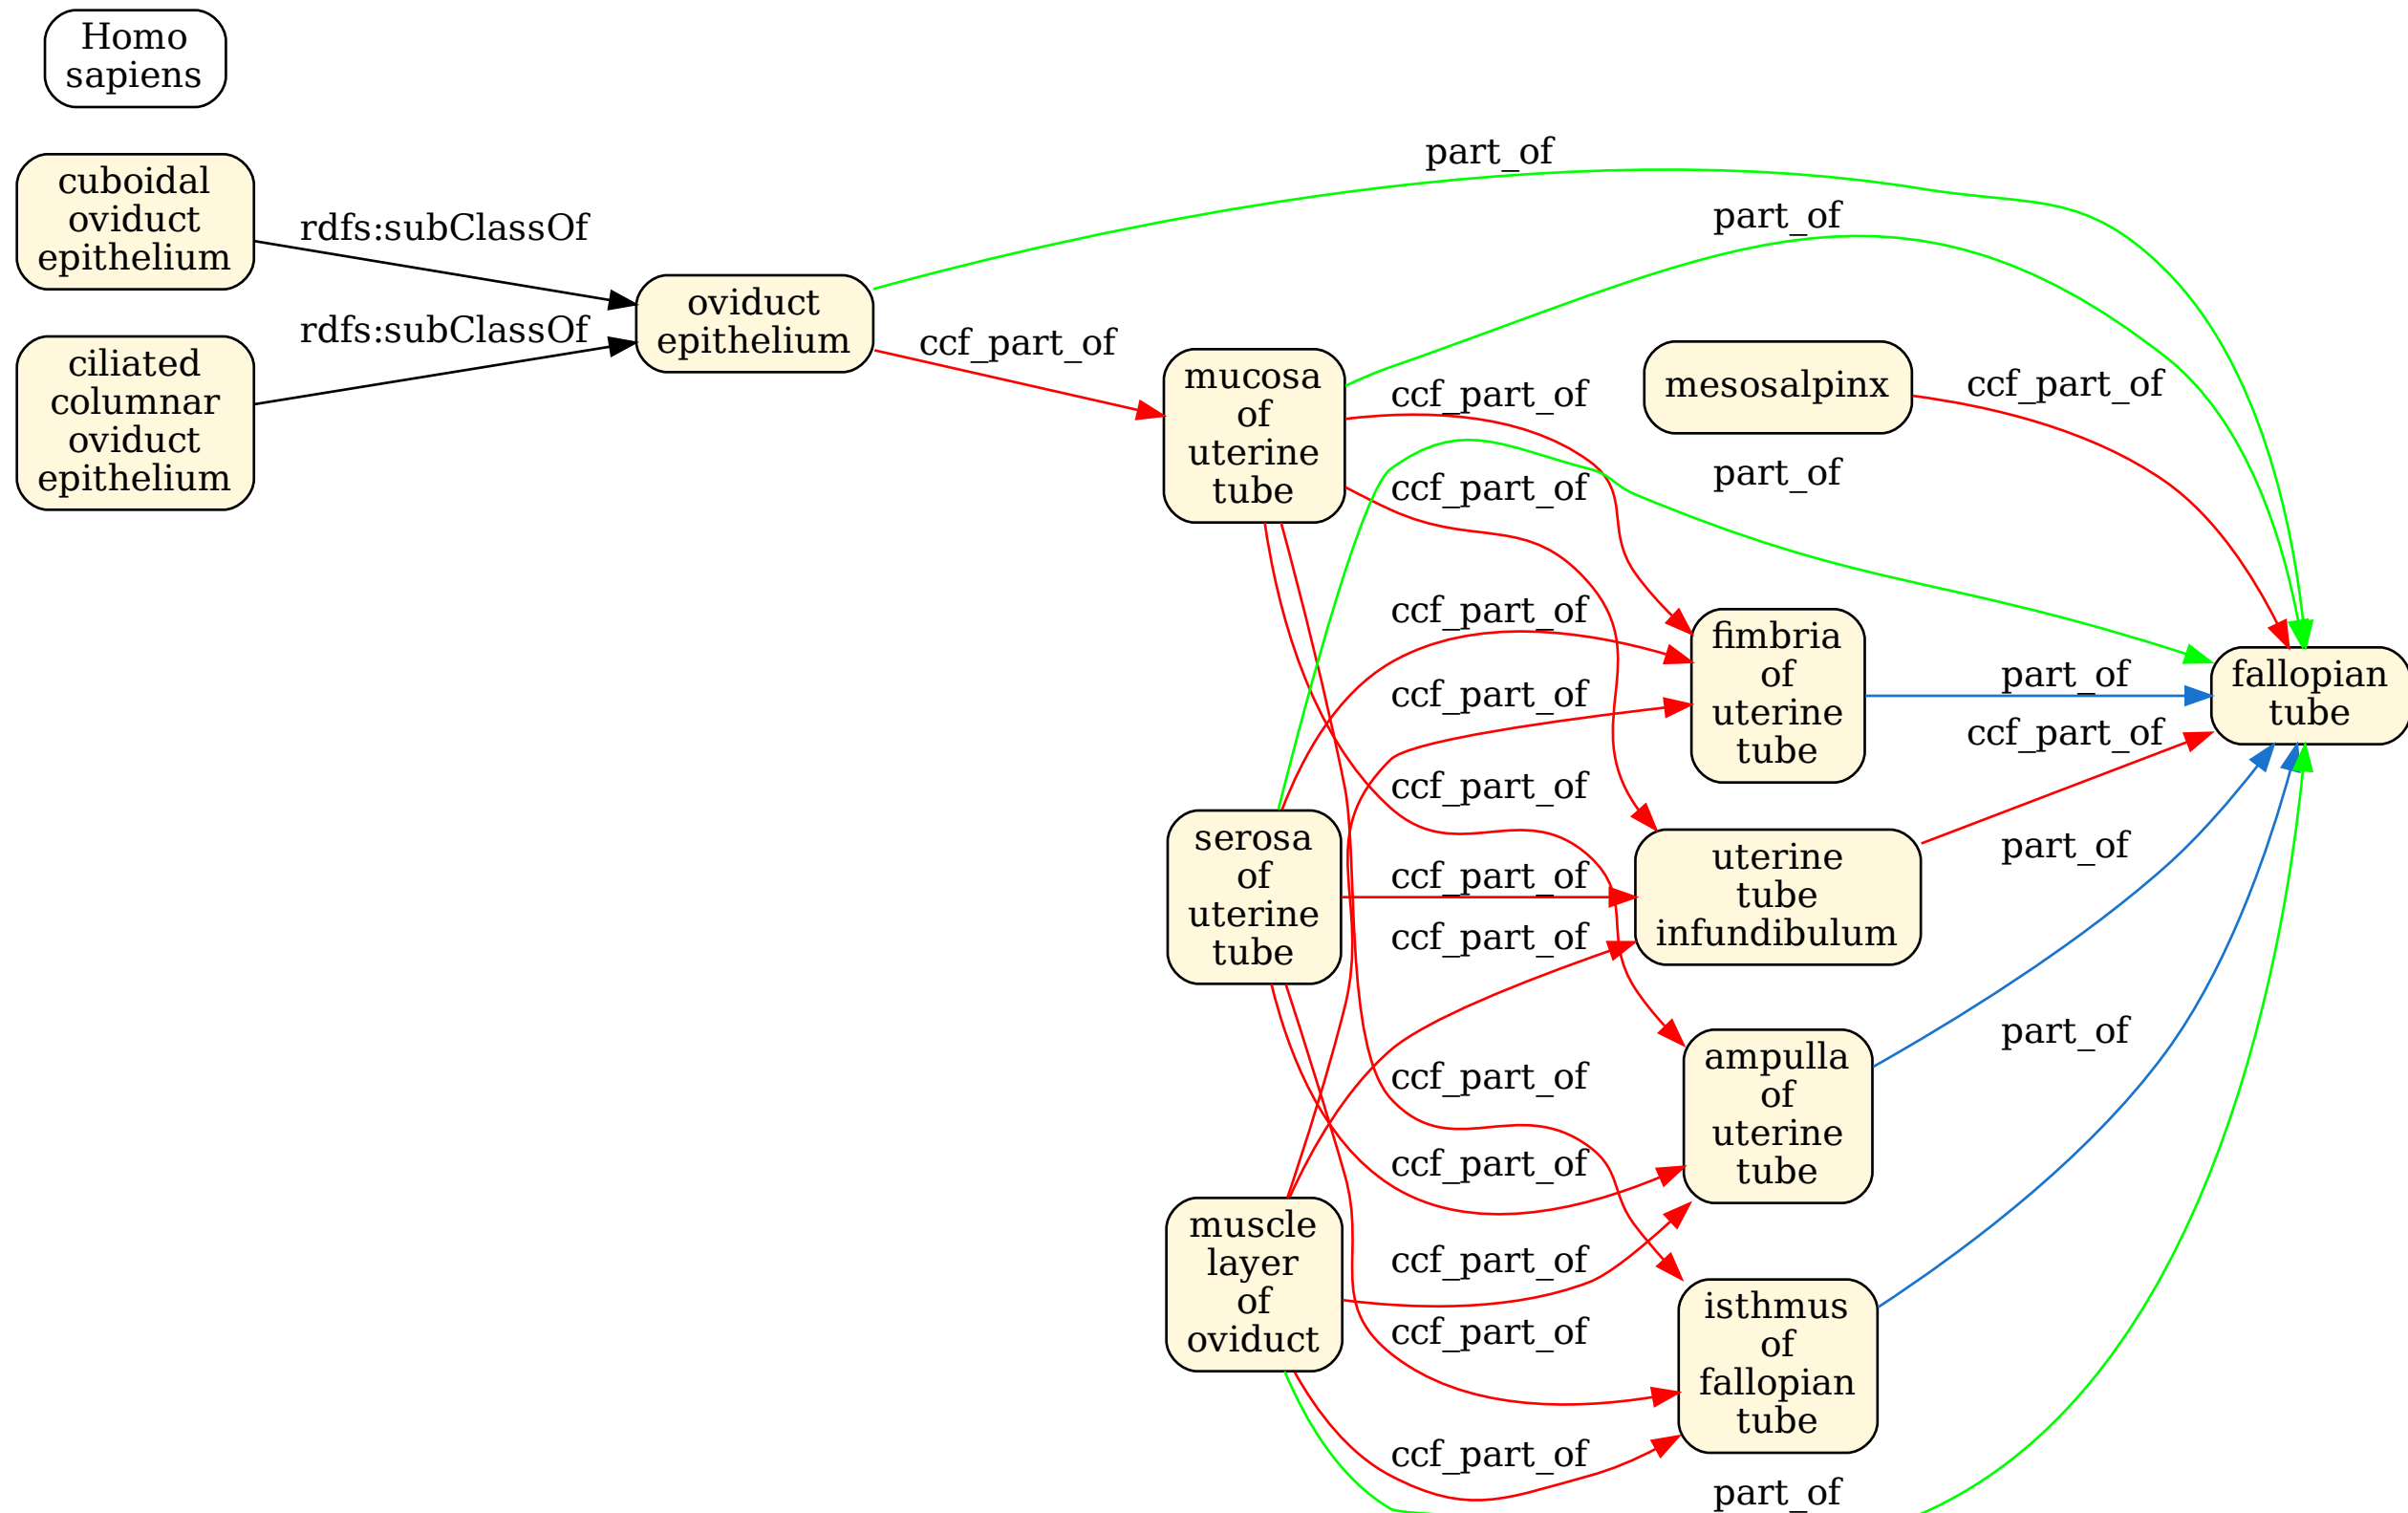 Homo
sapiens
cuboidal
oviduct
epithelium
rdfs:subClassOf
ciliated
columnar
oviduct
epithelium
rdfs:subClassOf
oviduct
epithelium
part_of
ccf_part_of
mucosa
of
uterine
tube
part_of
ccf_part_of
ccf_part_of
mesosalpinx
ccf_part_of
part_of
ccf_part_of
ccf_part_of
ccf_part_of
serosa
of
uterine
tube
ccf_part_of
ccf_part_of
ccf_part_of
ccf_part_of
muscle
layer
of
oviduct
ccf_part_of
ccf_part_of
ccf_part_of
fimbria
of
uterine
tube
part_of
uterine
tube
infundibulum
ccf_part_of
ampulla
of
uterine
tube
part_of
isthmus
of
fallopian
tube
part_of
part_of
fallopian
tube